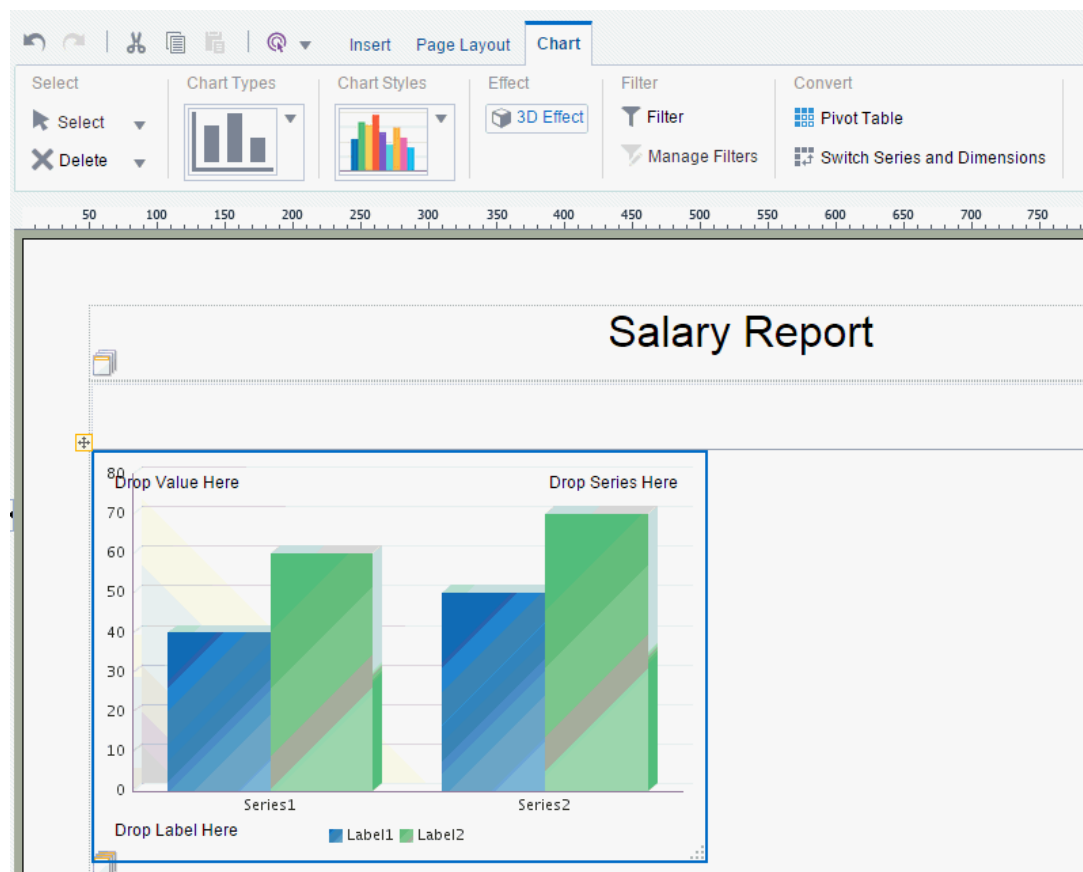 Insert Page Layout Chart
Select Chart Types Chart Styles Effect Filter Convert
Select 3D Effect Filter Pivot Table
Delete Manage Filters Switch Series and Dimensions
50 100 150 200 250 300 350 400 450 500 550 600 650 700 750
Salary Report
80
Drop Value Here Drop Series Here
70
60
50
40
30
20
10
0
Series1 Series2
Drop Label Here Label1 Label2